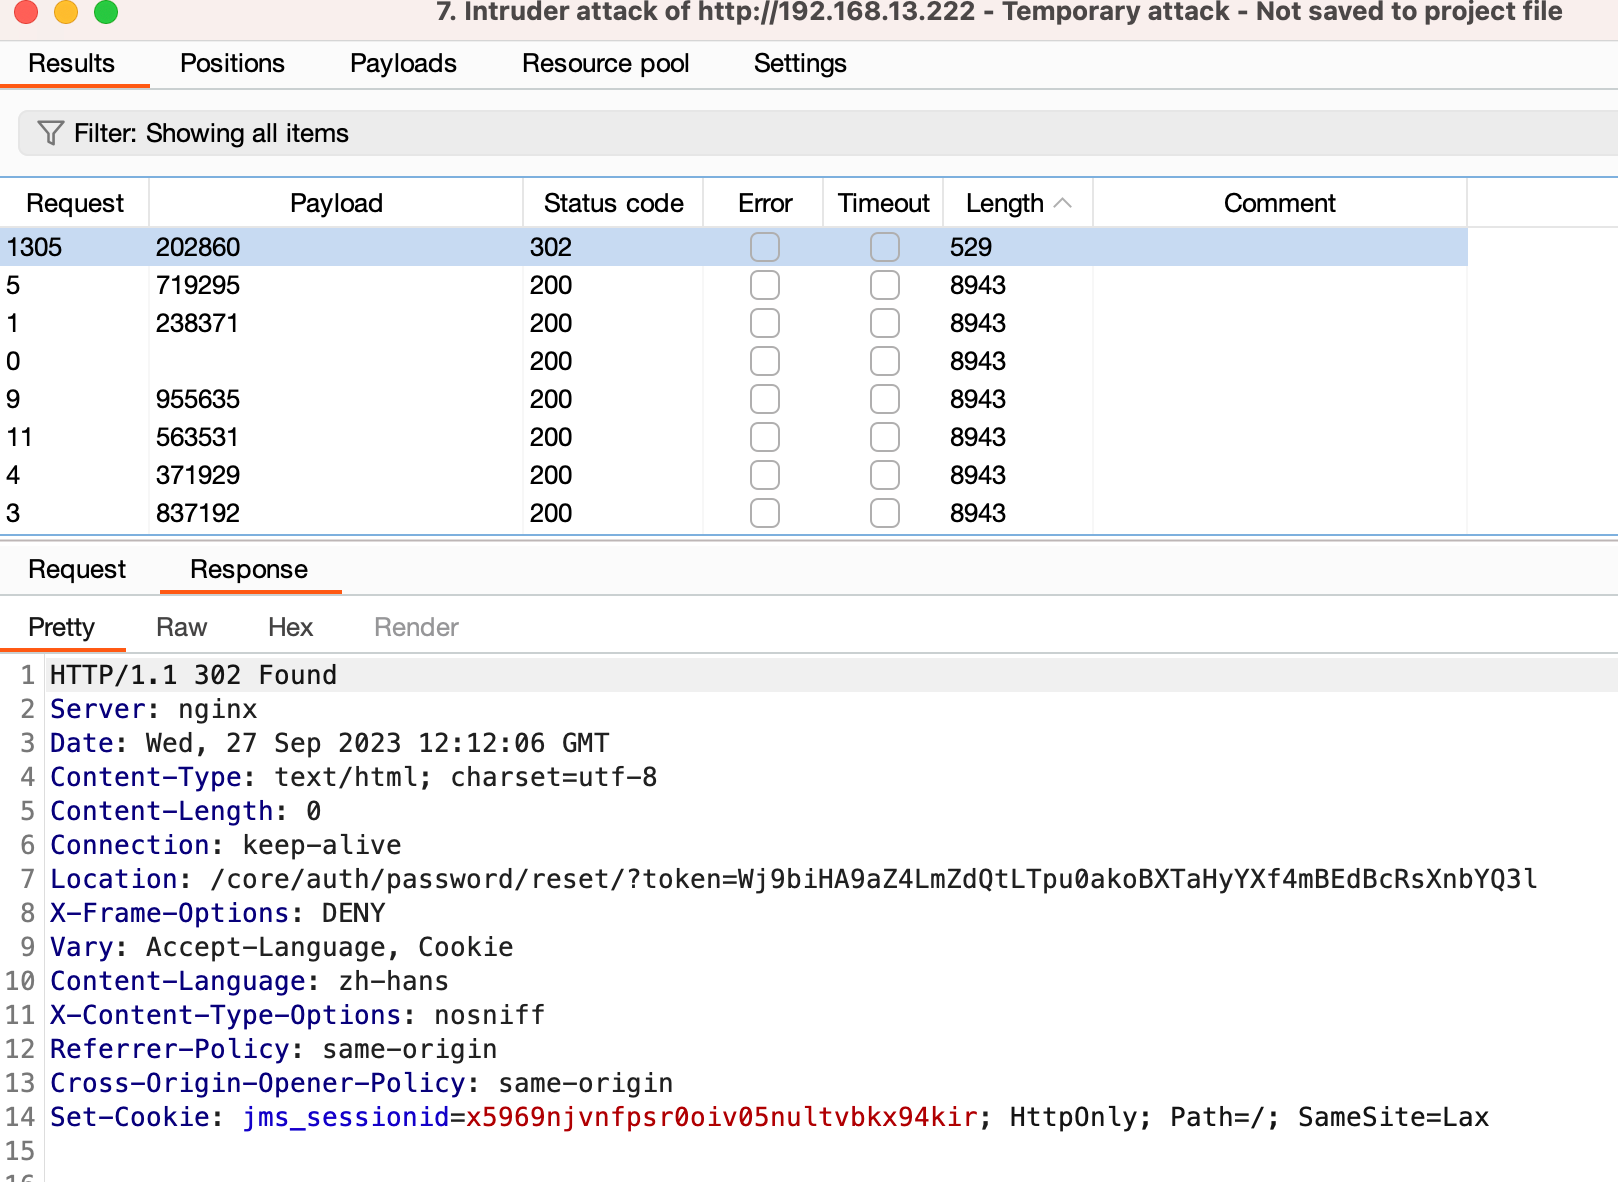 7. Intruder attack of http://192.168.13.222 - Temporary attack - Not saved to project file
Results Positions Payloads Resource pool Settings
Filter: Showing all items
Request Payload Status code Error Timeout Length Comment
1305 202860 302 529
5 719295 200 8943
1 238371 200 8943
0 200 8943
9 955635 200 8943
11 563531 200 8943
4 371929 200 8943
3 837192 200 8943
Request Response
Pretty Raw Hex Render
1 HTTP/1.1 302 Found
2 Server: nginx
3 Date: Wed, 27 Sep 2023 12:12:06 GMT
4 Content-Type: text/html; charset=utf-8
5 Content-Length: 0
6 Connection: keep-alive
7 Location: /core/auth/password/reset/?token=Wj9biHA9aZ4LmZdQtLTpu0akoBXTaHyYXf4mBEdBcRsXnbYQ3l
8 X-Frame-Options: DENY
9 Vary: Accept-Language, Cookie
10 Content-Language: zh-hans
11 X-Content-Type-Options: nosniff
12 Referrer-Policy: same-origin
13 Cross-Origin-Opener-Policy: same-origin
14 Set-Cookie: jms_sessionid=x5969njvnfpsr0oiv05nultvbkx94kir; HttpOnly; Path=/; SameSite=Lax
15
16